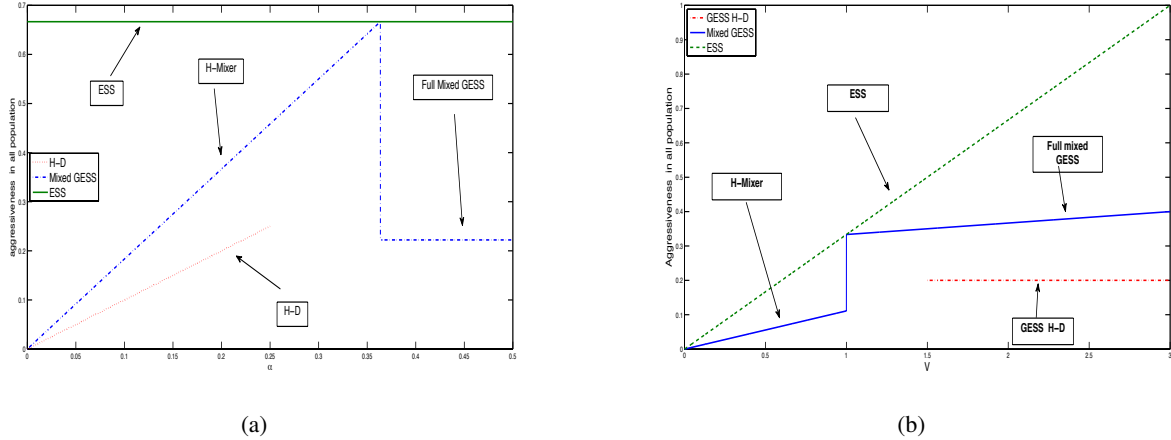 aggressiveness in all population
0.7
0.6
0.5
0.4
0.3
0.2
0.1
0
ESS
H-Mixer
Full Mixed GESS
H-D
Mixed GESS
ESS
H-D
0
0.05
0.1
0.15
0.2
0.25
0.3
0.35
0.4
0.45
0.5
α
(a)
Aggressiveness in all population
1
0.9
0.8
0.7
0.6
0.5
0.4
0.3
0.2
0.1
0
GESS H-D
Mixed GESS
ESS
ESS
Full mixed
GESS
H-Mixer
GESS H-D
0
0.5
1
1.5
2
2.5
3
V
(b)